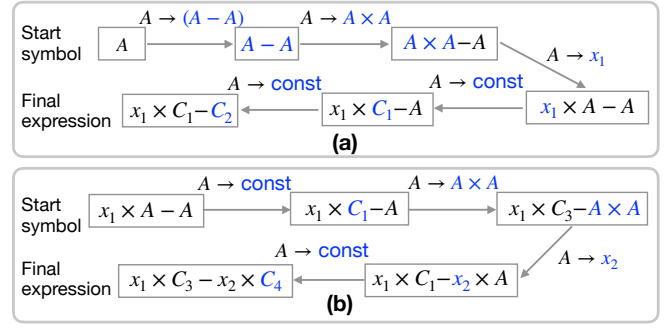 A → (A − A) A → A × A
Start symbol A A − A A × A−A
A → x₁
A → const A → const
Final expression x₁ × C₁−C₂ x₁ × C₁−A x₁ × A − A
(a)
A → const A → A × A
Start symbol x₁ × A − A x₁ × C₁−A x₁ × C₃−A × A
A → const A → x₂
Final expression x₁ × C₃ − x₂ × C₄ x₁ × C₁−x₂ × A
(b)